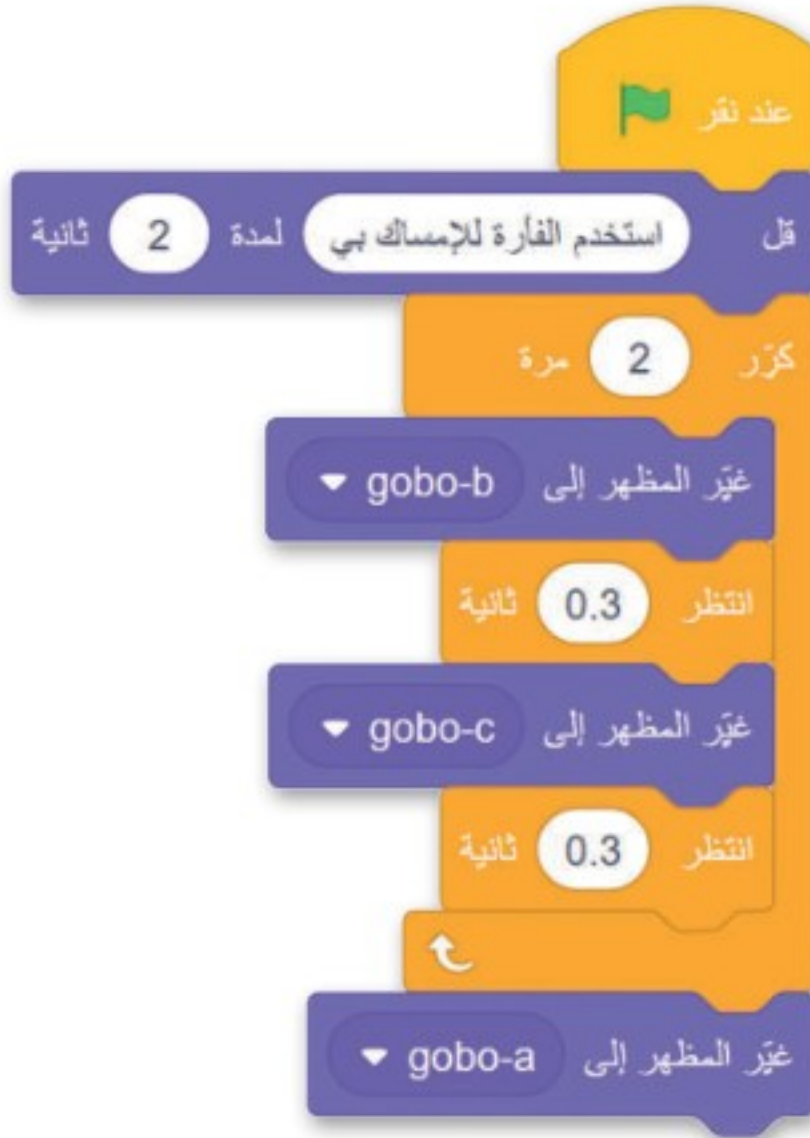 عند نقر
قل استخدم الفأرة للإمساك بي لمدة 2 ثانية
كرّر 2 مرة
غيّر المظهر إلى gobo-b
انتظر 0.3 ثانية
غيّر المظهر إلى gobo-c
انتظر 0.3 ثانية
غيّر المظهر إلى gobo-a